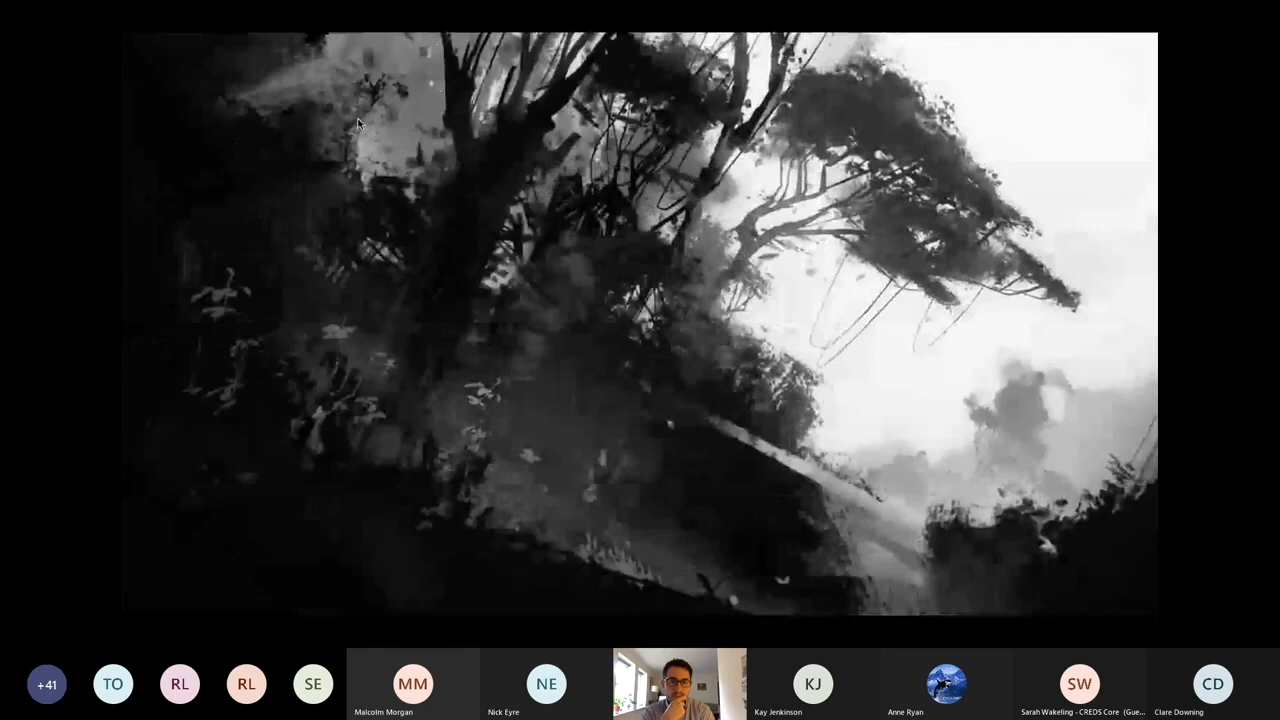 +41
TO
RL
RL
SE
MM
NE
KJ
SW
CD
Malcolm Morgan
Nick Eyre
Kay Jenkinson
Anne Ryan
Sarah Wakeling - CREDS Core (Gue...
Clare Downing